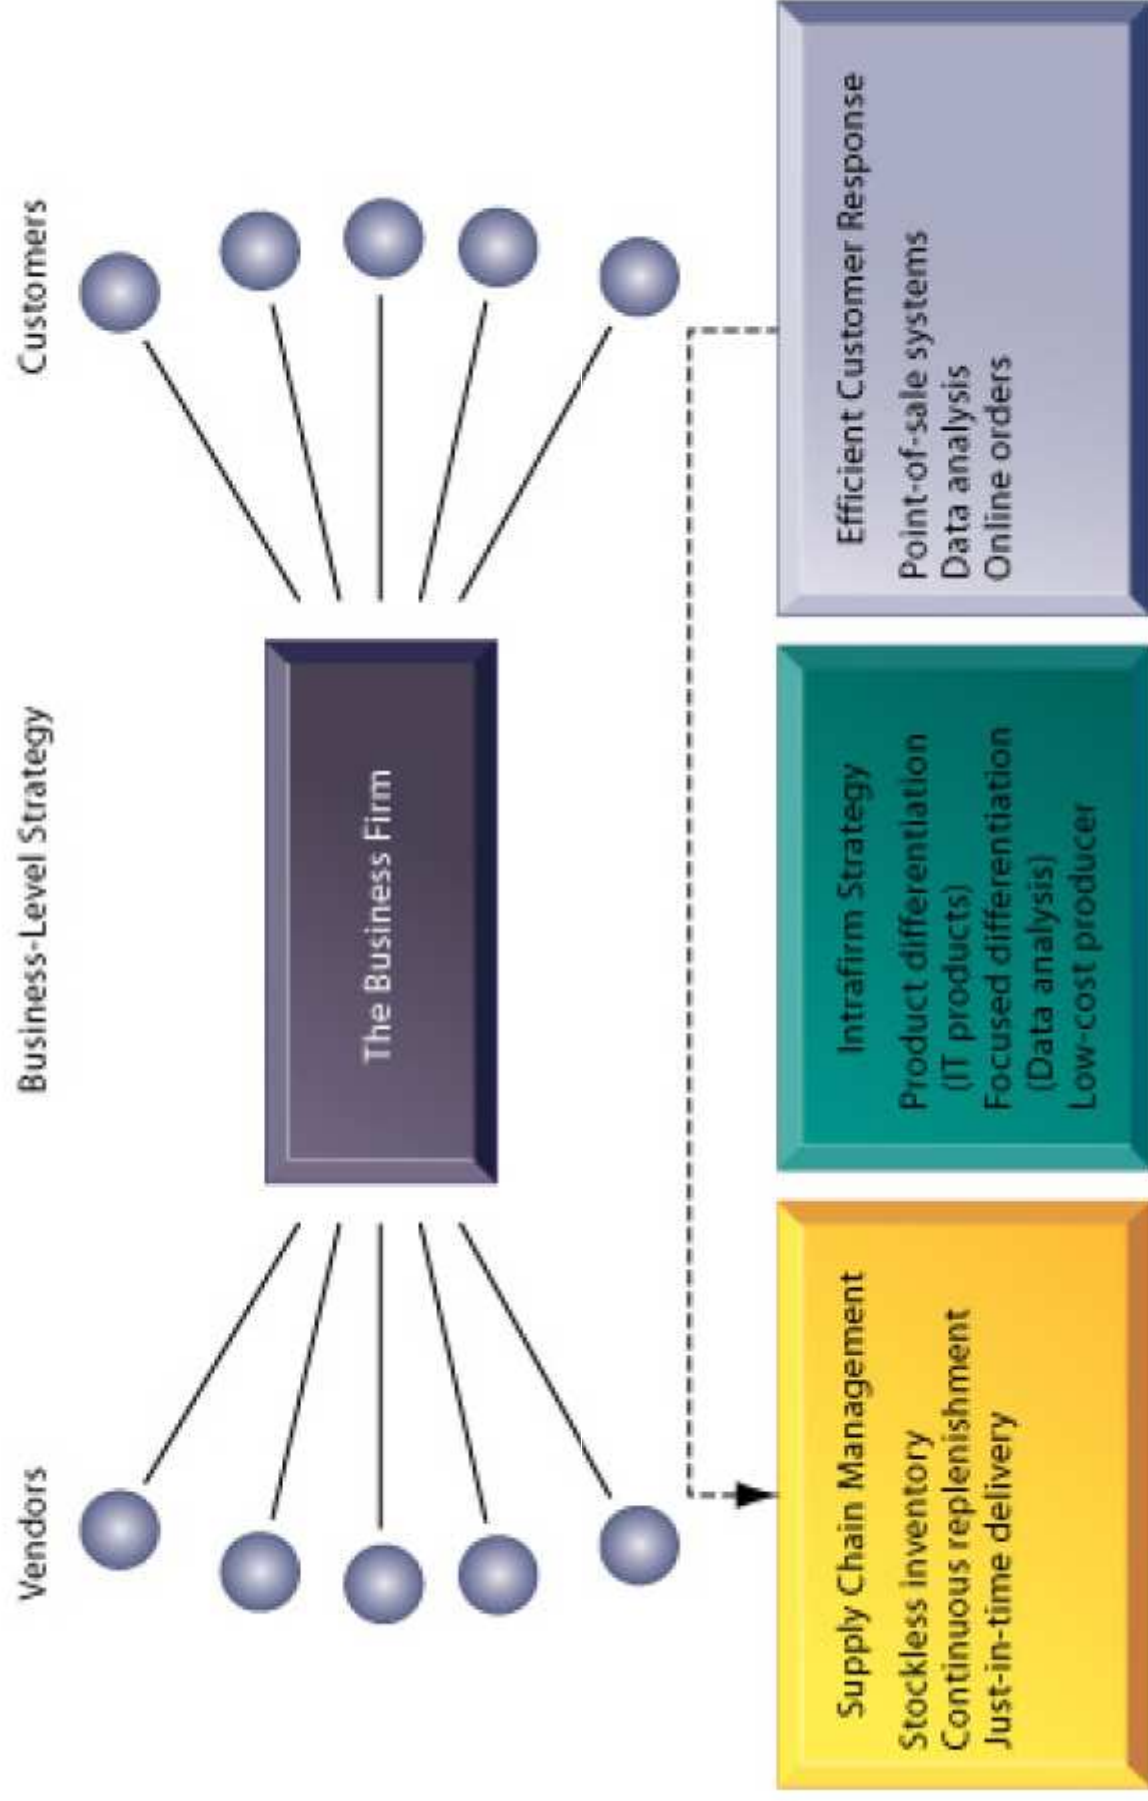 Vendors
Business-Level Strategy
Customers
The Business Firm
Supply Chain Management
Stockless inventory
Continuous replenishment
Just-in-time delivery
Intrafirm Strategy
Product differentiation
(IT products)
Focused differentiation
(Data analysis)
Low-cost producer
Efficient Customer Response
Point-of-sale systems
Data analysis
Online orders